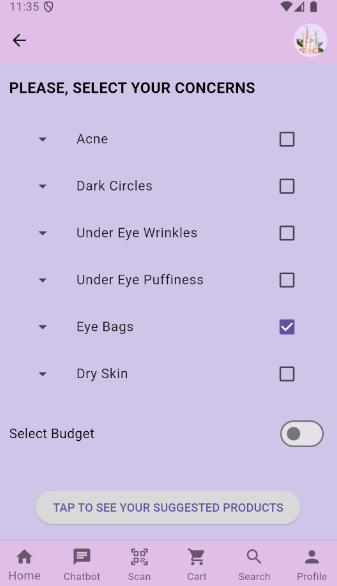 11:35
PLEASE, SELECT YOUR CONCERNS
Acne
Dark Circles
Under Eye Wrinkles
Under Eye Puffiness
Eye Bags
Dry Skin
Select Budget
TAP TO SEE YOUR SUGGESTED PRODUCTS
Home Chatbot Scan Cart Search Profile